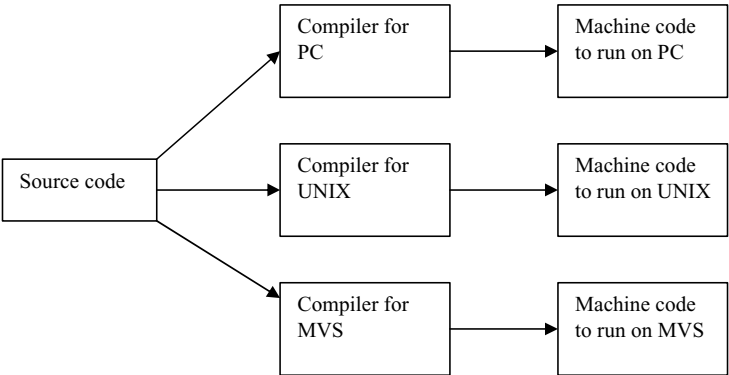 Compiler for
PC
Machine code
to run on PC
Source code
Compiler for
UNIX
Machine code
to run on UNIX
Compiler for
MVS
Machine code
to run on MVS